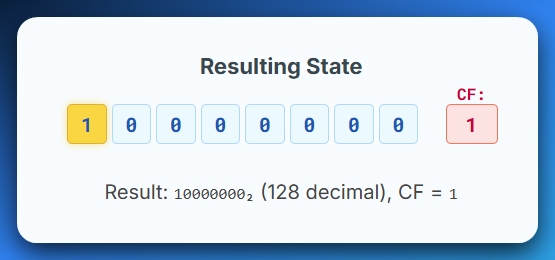 Resulting State
CF:
1 0 0 0 0 0 0 0 1
Result: 10000000₂ (128 decimal), CF = 1